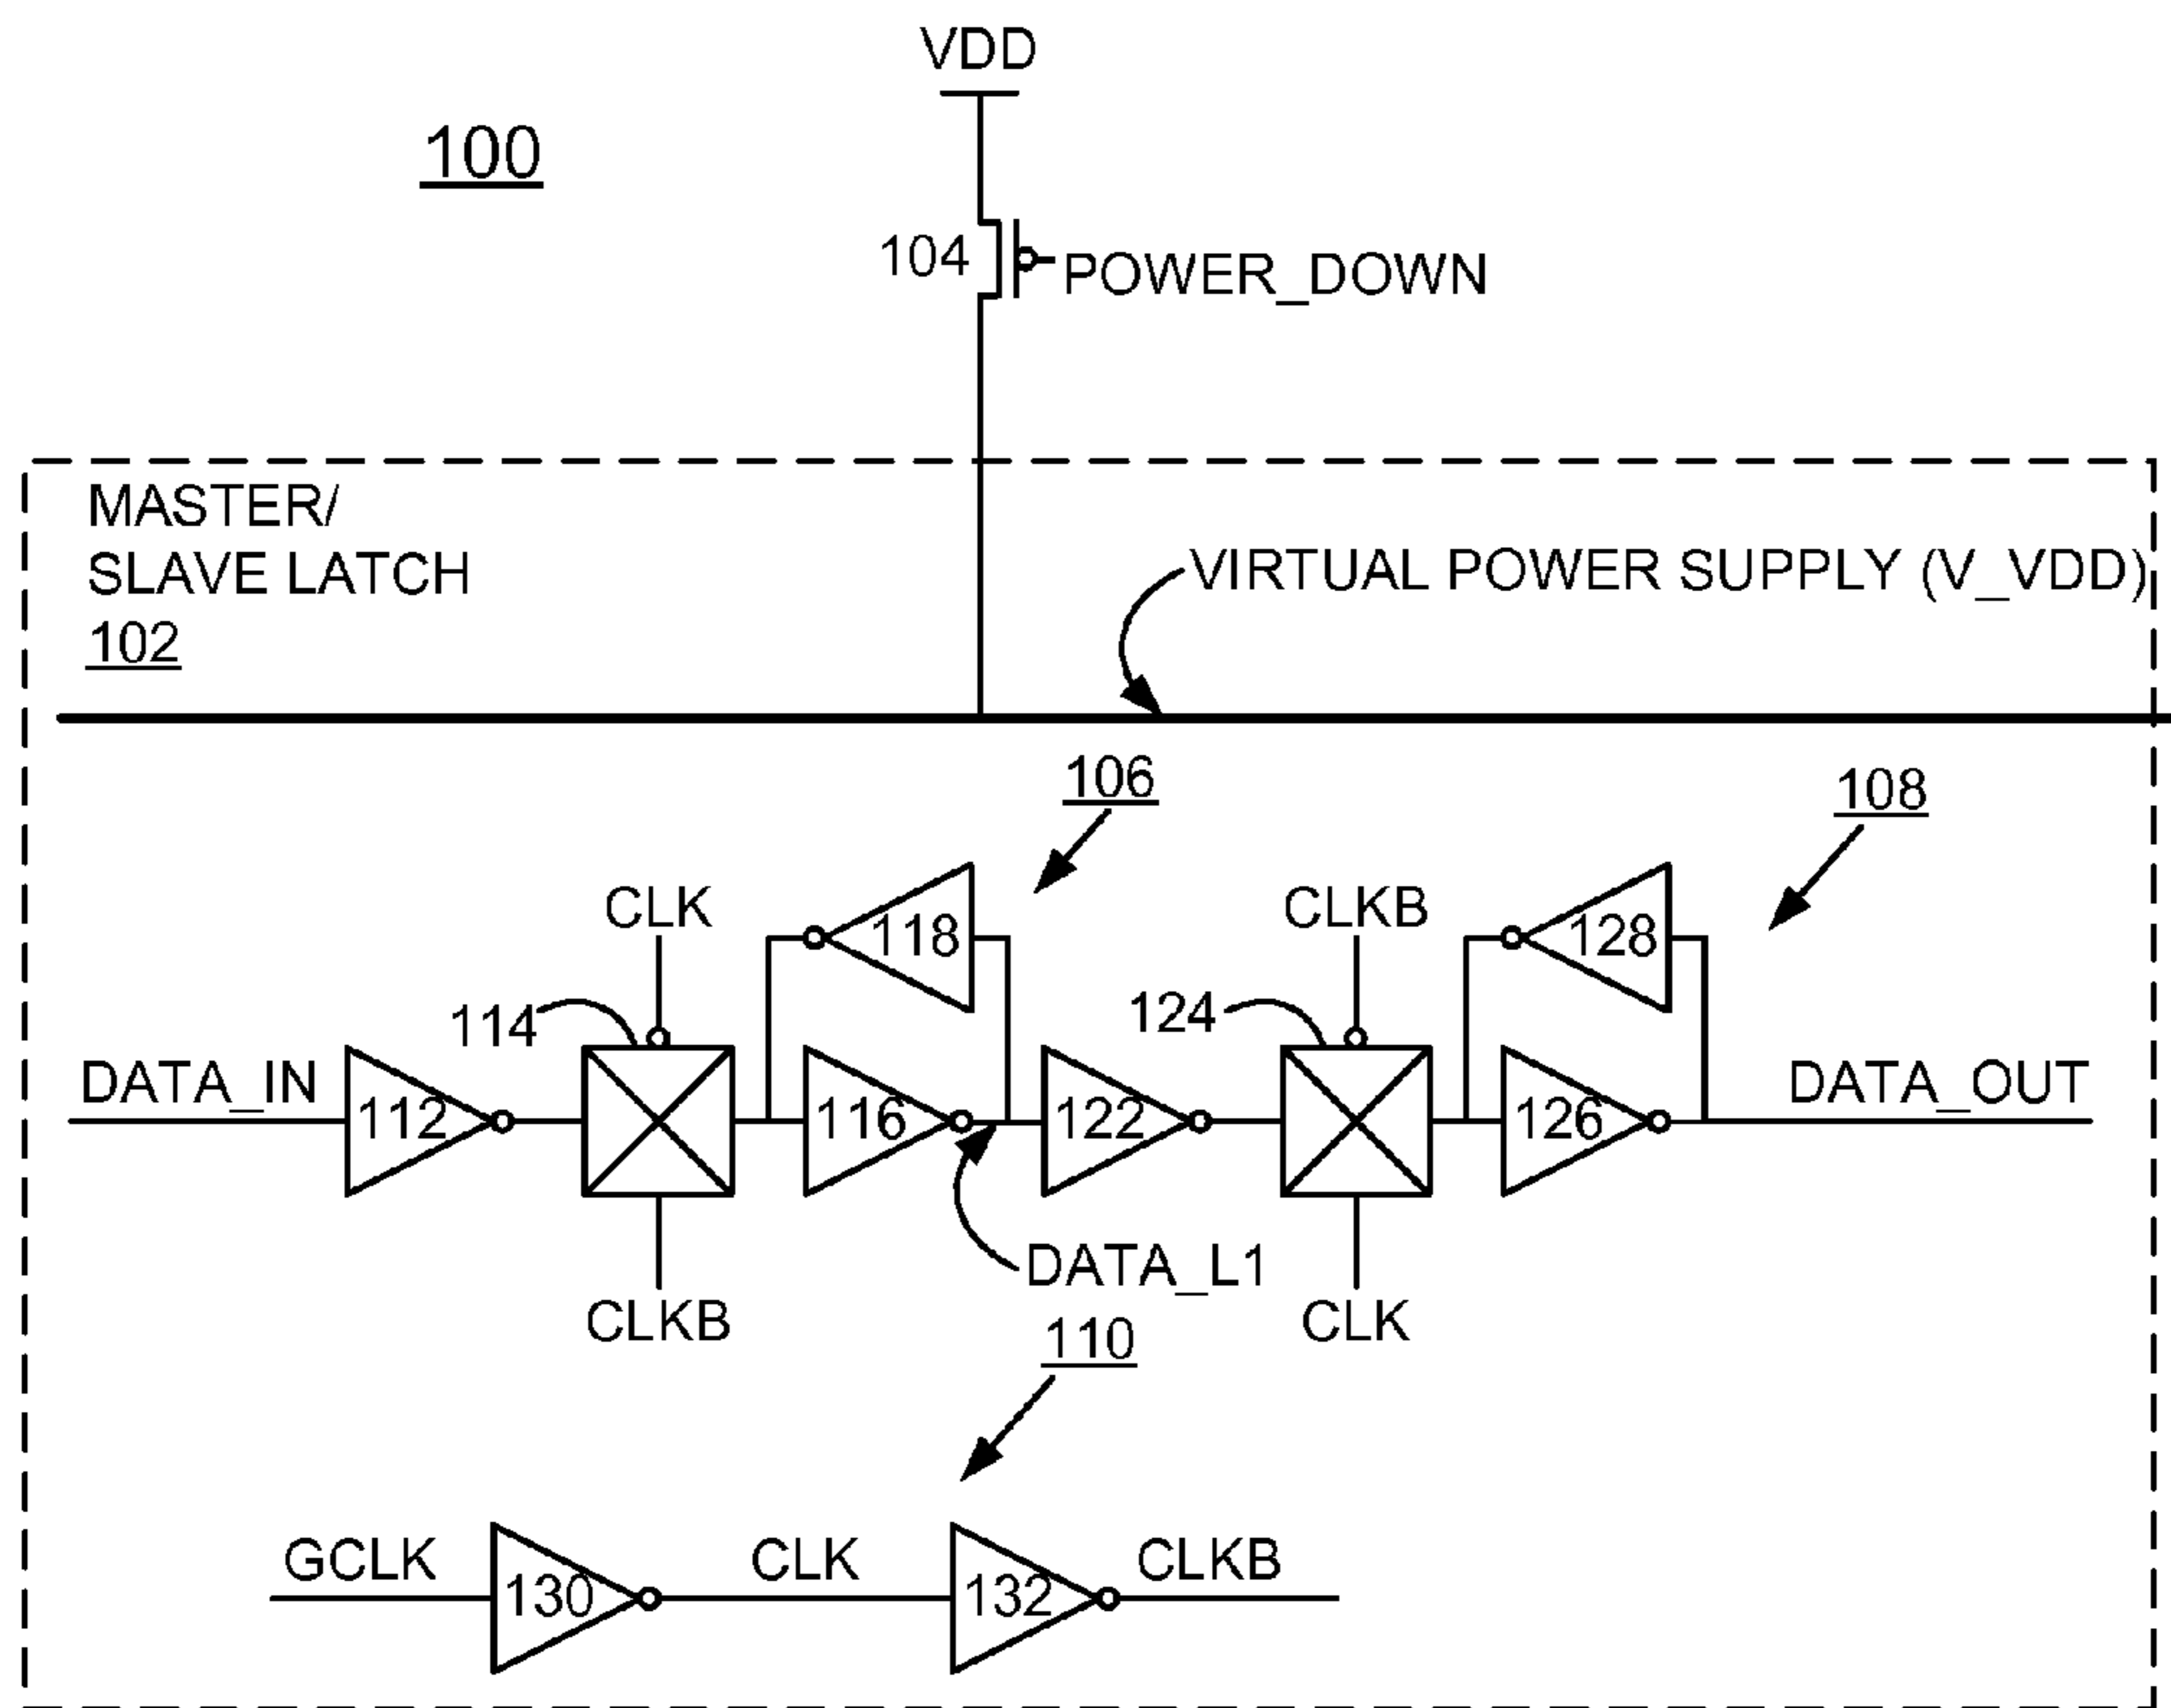 VDD
100
104
POWER_DOWN
MASTER/
SLAVE LATCH
102
VIRTUAL POWER SUPPLY (V_VDD)
106
108
CLK
118
CLKB
128
114
124
DATA_IN
112
116
122
126
DATA_OUT
DATA_L1
CLKB
CLK
110
GCLK
130
CLK
132
CLKB